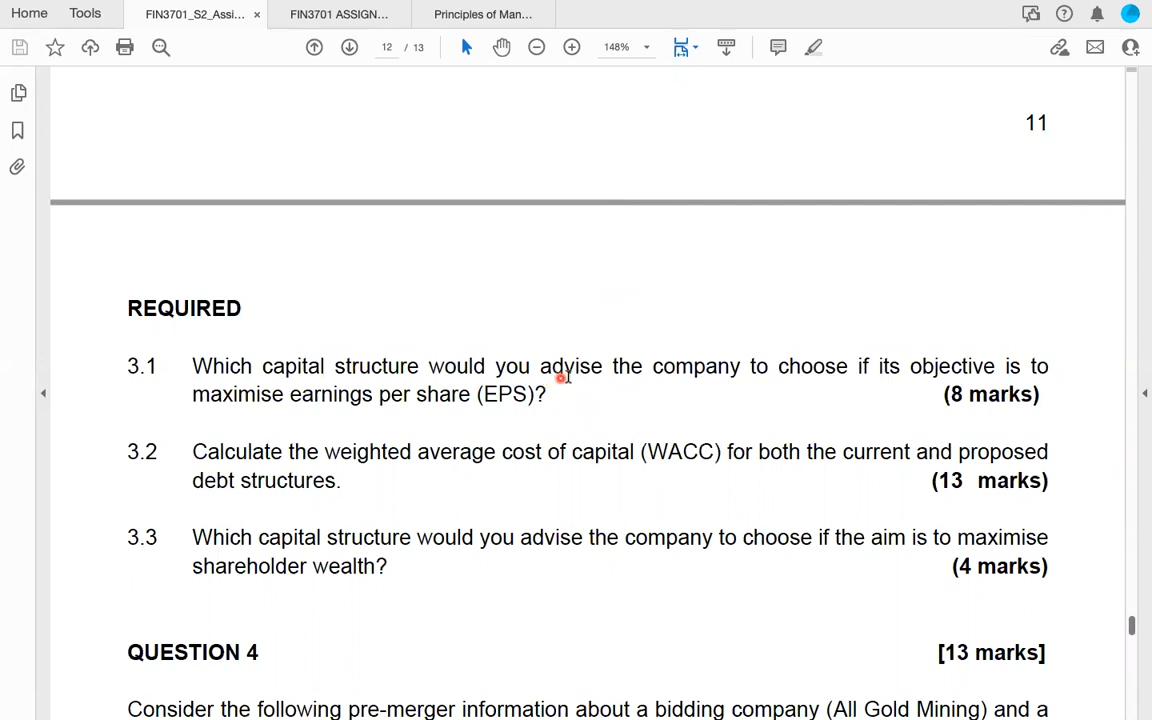 Home Tools FIN3701_S2_Assi... × FIN3701 ASSIGN... Principles of Man...
12 / 13 148%
11
REQUIRED
3.1 Which capital structure would you advise the company to choose if its objective is to
maximise earnings per share (EPS)? (8 marks)
3.2 Calculate the weighted average cost of capital (WACC) for both the current and proposed
debt structures. (13 marks)
3.3 Which capital structure would you advise the company to choose if the aim is to maximise
shareholder wealth? (4 marks)
QUESTION 4 [13 marks]
Consider the following pre-merger information about a bidding company (All Gold Mining) and a